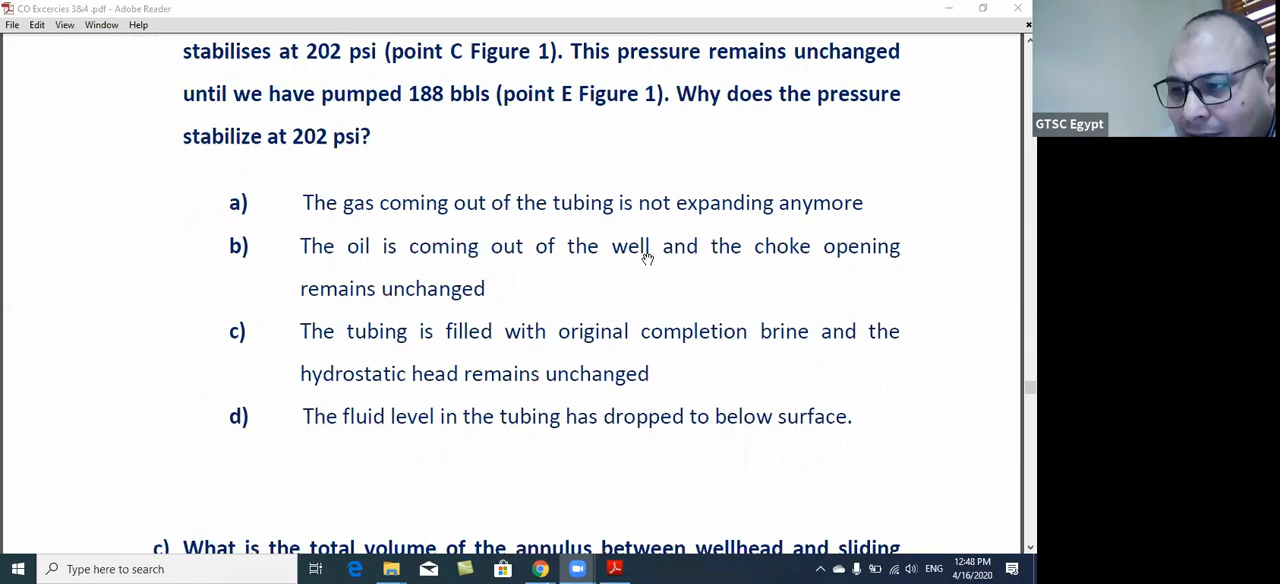 CO Excercies 3&4 .pdf - Adobe Reader
File Edit View Window Help
stabilises at 202 psi (point C Figure 1). This pressure remains unchanged
until we have pumped 188 bbls (point E Figure 1). Why does the pressure
stabilize at 202 psi?
a) The gas coming out of the tubing is not expanding anymore
b) The oil is coming out of the well and the choke opening
remains unchanged
c) The tubing is filled with original completion brine and the
hydrostatic head remains unchanged
d) The fluid level in the tubing has dropped to below surface.
c) What is the total volume of the annulus between wellhead and sliding
GTSC Egypt
Type here to search
ENG
12:48 PM
4/16/2020